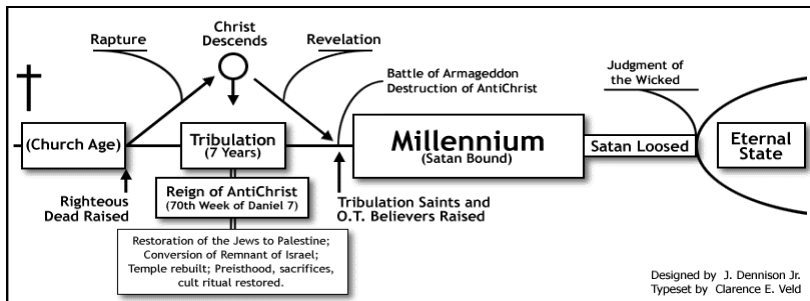 Christ
Descends
Rapture
Revelation
Battle of Armageddon
Destruction of AntiChrist
Judgment of
the Wicked
(Church Age)
Tribulation
(7 Years)
Millennium
(Satan Bound)
Satan Loosed
Eternal
State
Righteous
Dead Raised
Reign of AntiChrist
(70th Week of Daniel 7)
Tribulation Saints and
O.T. Believers Raised
Restoration of the Jews to Palestine;
Conversion of Remnant of Israel;
Temple rebuilt; Preisthood, sacrifices,
cult ritual restored.
Designed by J. Dennison Jr.
Typeset by Clarence E. Veld